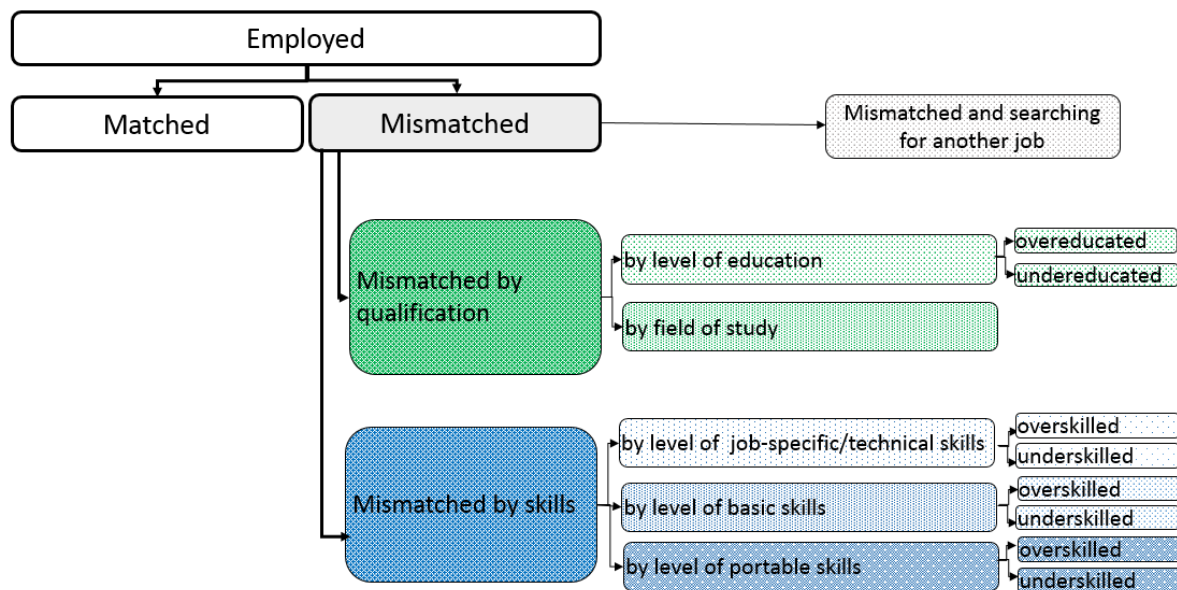 Employed
Matched
Mismatched
Mismatched and searching
for another job
Mismatched by
qualification
by level of education
overeducated
undereducated
by field of study
Mismatched by skills
by level of  job-specific/technical skills
overskilled
underskilled
by level of basic skills
overskilled
underskilled
by level of portable skills
overskilled
underskilled